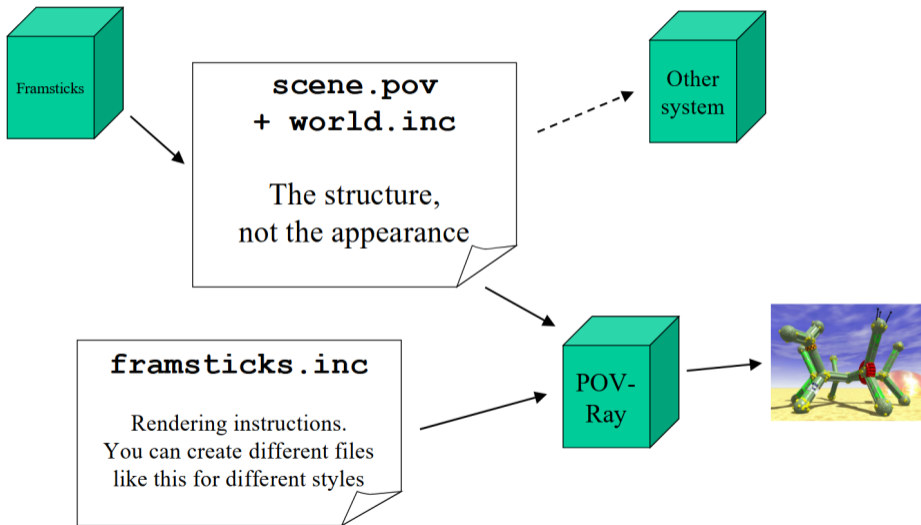 Framsticks
scene.pov
+ world.inc
The structure,
not the appearance
Other
system
framsticks.inc
Rendering instructions.
You can create different files
like this for different styles
POV-
Ray